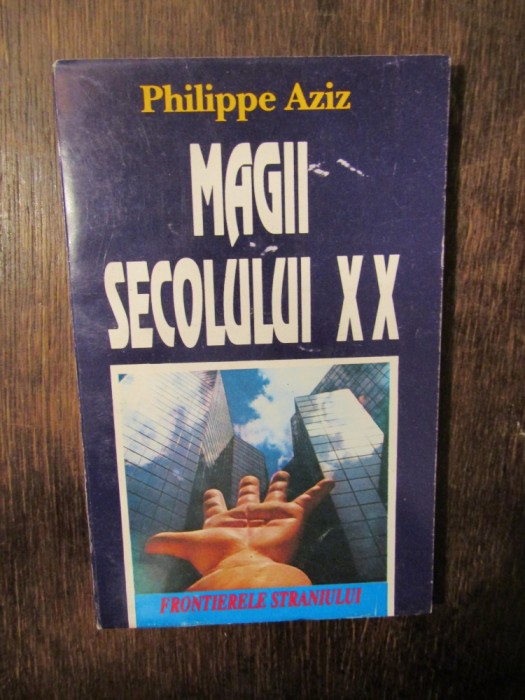 Philippe Aziz
MAGII
SECOLULUI XX
FRONTIERELE STRANIULUI